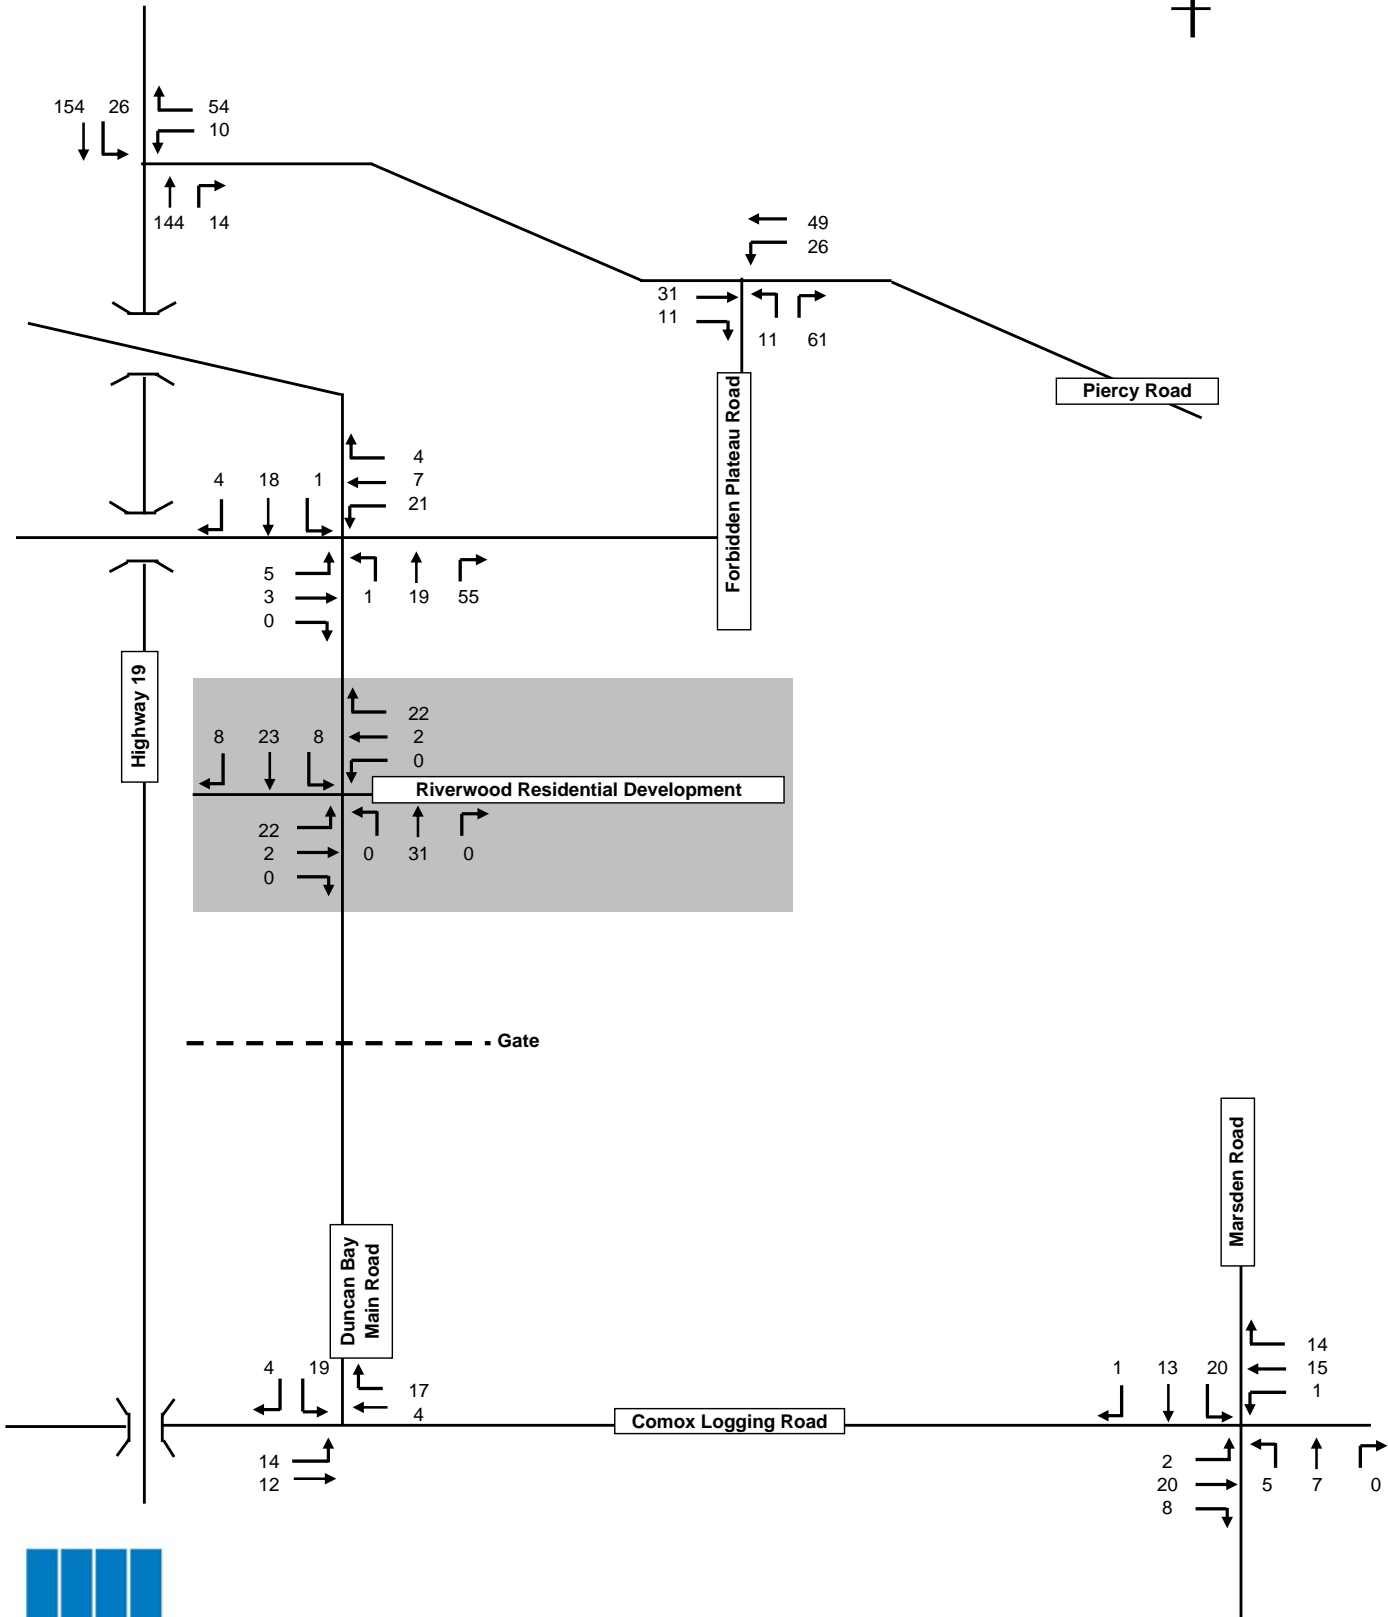 154 26 54
10
144 14
49
26
31
11
11 61
Piercy Road
Forbidden Plateau Road
4 18 1
4
7
21
5
3
0
1 19 55
Highway 19
8 23 8
22
2
0
Riverwood Residential Development
22
2
0
0 31 0
Gate
Marsden Road
Duncan Bay
Main Road
4 19
17
4
14
12
Comox Logging Road
1 13 20
14
15
1
2
20
8
5 7 0